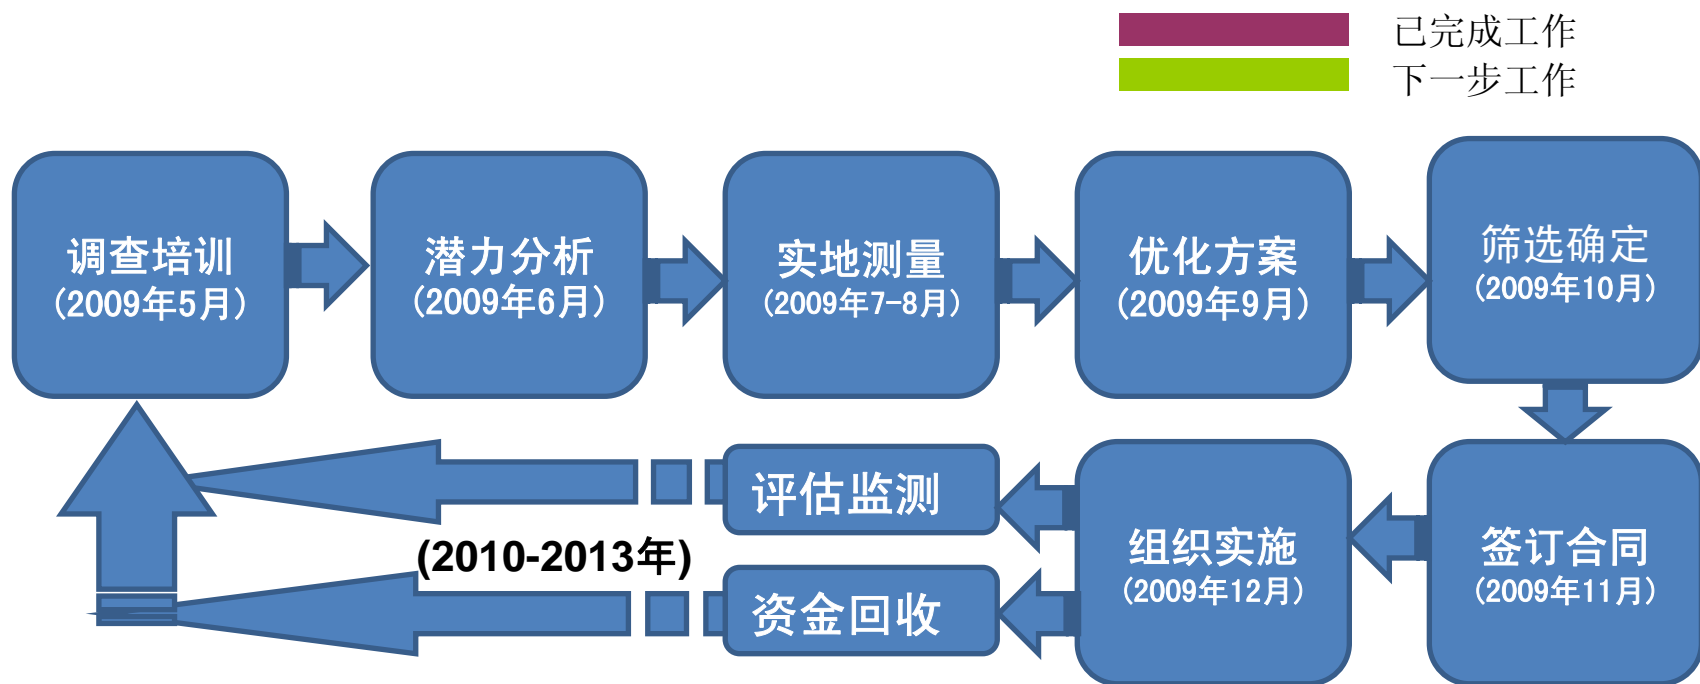 已完成工作
下一步工作
调查培训
(2009年5月)
潜力分析
(2009年6月)
实地测量
(2009年7-8月)
优化方案
(2009年9月)
筛选确定
(2009年10月)
评估监测
(2010-2013年)
资金回收
组织实施
(2009年12月)
签订合同
(2009年11月)